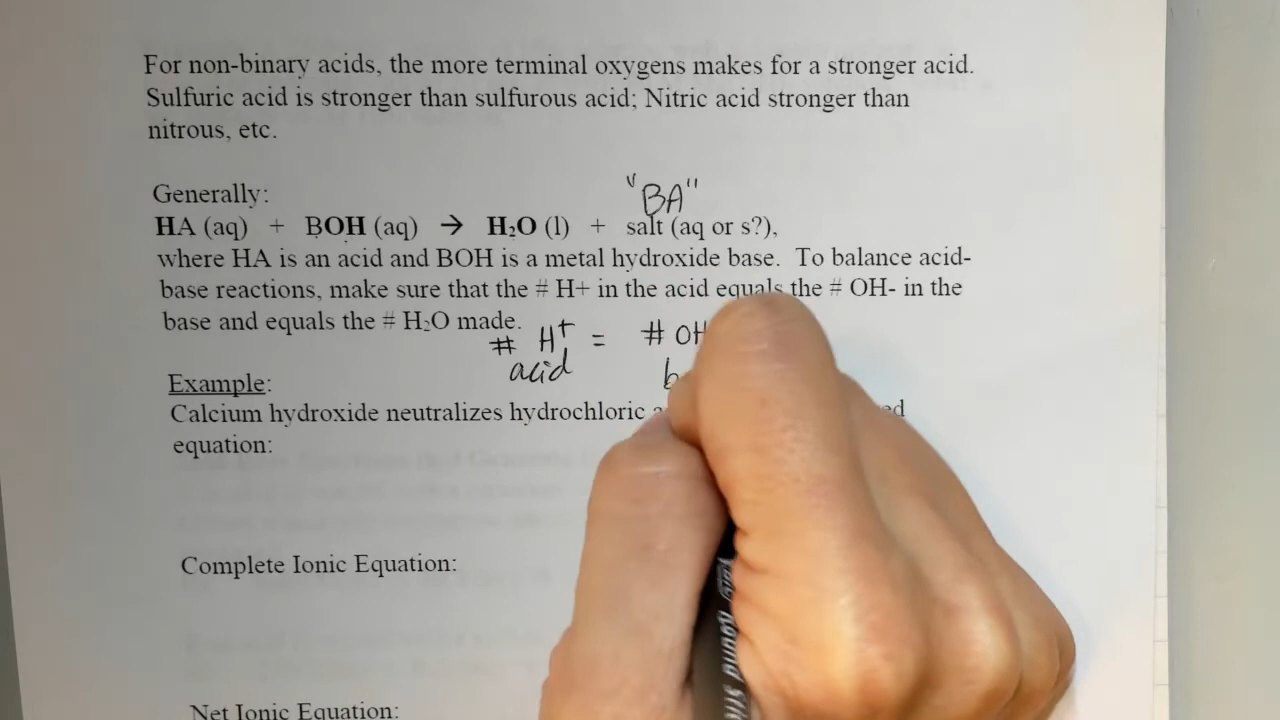 For non-binary acids, the more terminal oxygens makes for a stronger acid.
Sulfuric acid is stronger than sulfurous acid; Nitric acid stronger than
nitrous, etc.
Generally:
"BA"
HA (aq) + BOH (aq) → H₂O (l) + salt (aq or s?),
where HA is an acid and BOH is a metal hydroxide base. To balance acid-
base reactions, make sure that the # H+ in the acid equals the # OH- in the
base and equals the # H₂O made.
# H⁺ = # OH
acid b
Example:
Calcium hydroxide neutralizes hydrochloric
equation:
Complete Ionic Equation:
Net Ionic Equation: